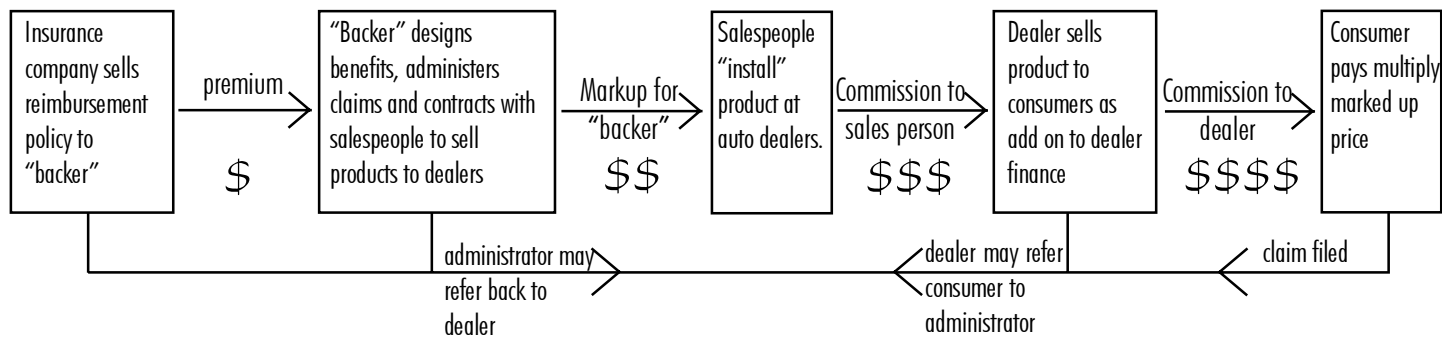 Insurance
company sells
reimbursement
policy to
“backer”
premium
$
“Backer” designs
benefits, administers
claims and contracts with
salespeople to sell
products to dealers
Markup for
“backer”
$$
Salespeople
“install”
product at
auto dealers.
Commission to
sales person
$$$
Dealer sells
product to
consumers as
add on to dealer
finance
Commission to
dealer
$$$$
Consumer
pays multiply
marked up
price
administrator may
refer back to
dealer
dealer may refer
consumer to
administrator
claim filed